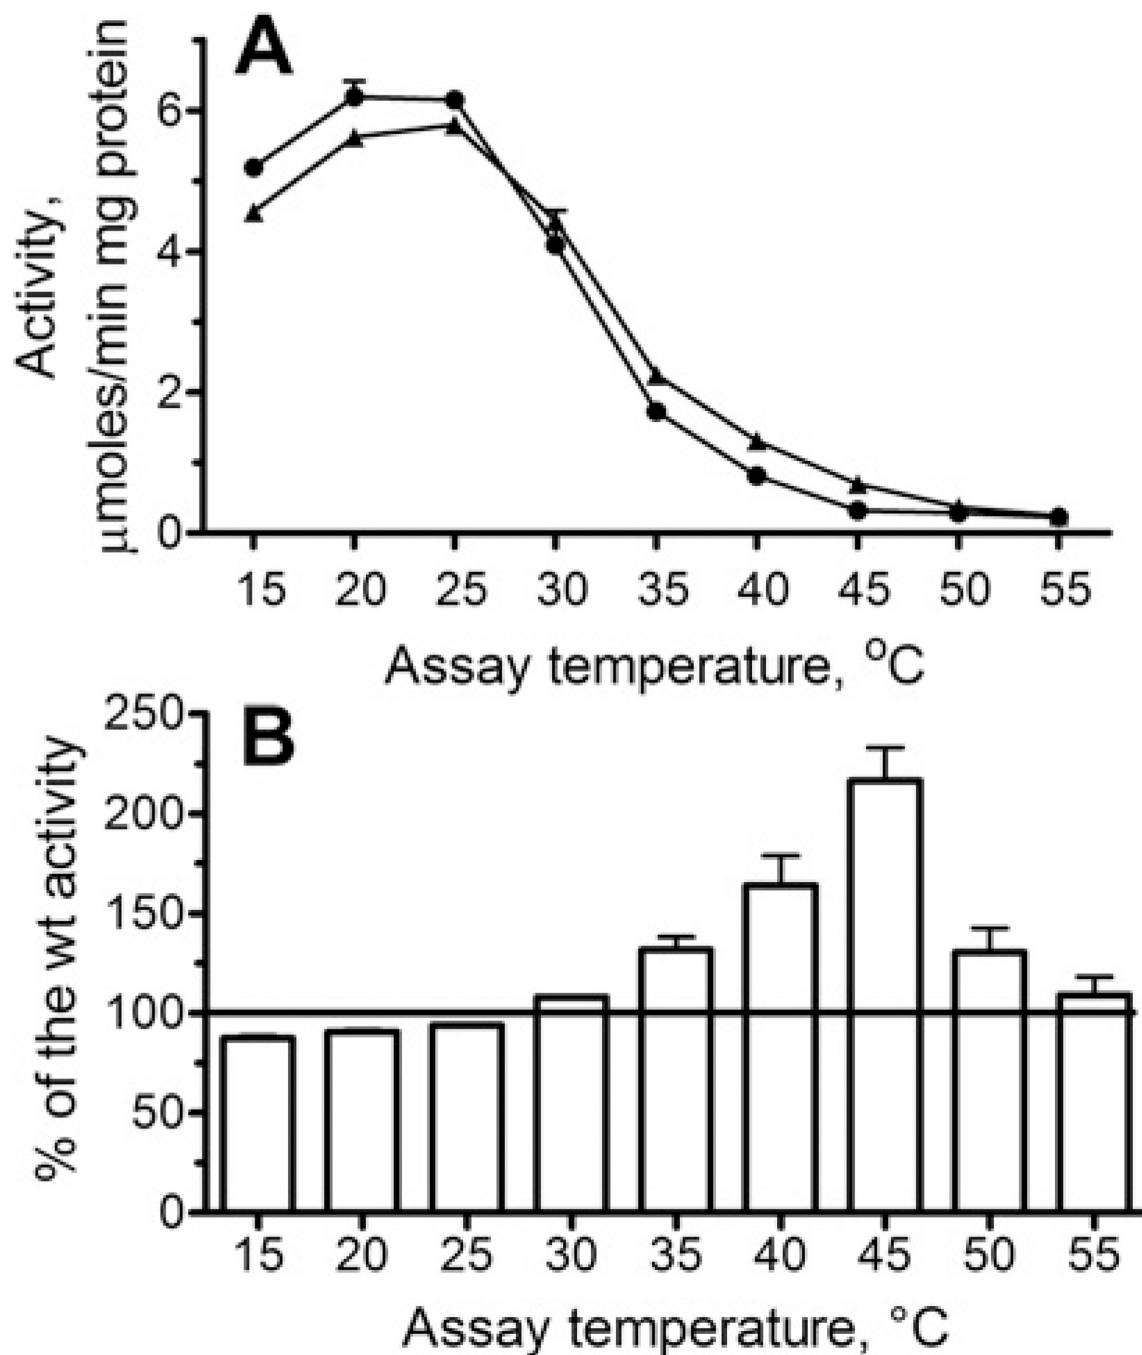 A
Activity,
μmoles/min mg protein
6
4
2
0
15 20 25 30 35 40 45 50 55
Assay temperature, oC
B
% of the wt activity
250
200
150
100
50
0
15 20 25 30 35 40 45 50 55
Assay temperature, °C